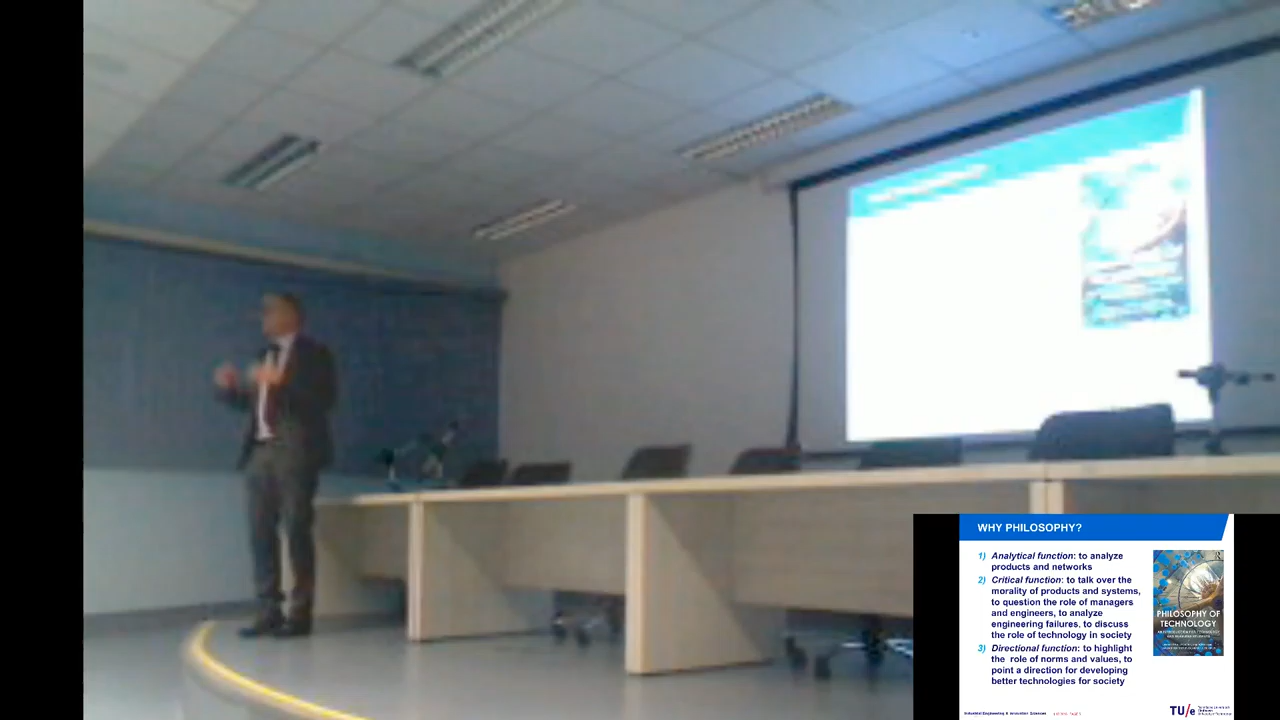 WHY PHILOSOPHY?
1) Analytical function: to analyze
products and networks
2) Critical function: to talk over the
morality of products and systems,
to question the role of managers
and engineers, to analyze
engineering failures, to discuss
the role of technology in society
3) Directional function: to highlight
the role of norms and values, to
point a direction for developing
better technologies for society
PHILOSOPHY OF
TECHNOLOGY
TU/e